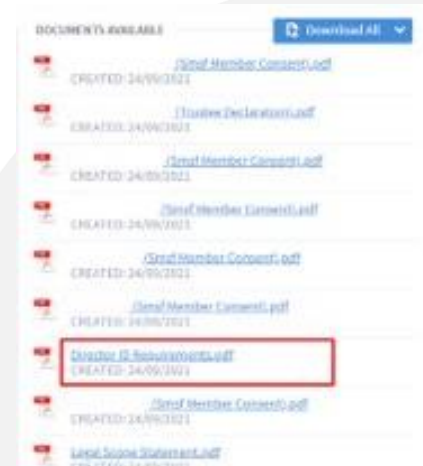 DOCUMENTS AVAILABLE
Download All
(Smsf Member Consent).pdf
CREATED: 24/09/2021
(Trustee Declaration).pdf
CREATED: 24/09/2021
(Smsf Member Consent).pdf
CREATED: 24/09/2021
(Smsf Member Consent).pdf
CREATED: 24/09/2021
(Smsf Member Consent).pdf
CREATED: 24/09/2021
(Smsf Member Consent).pdf
CREATED: 24/09/2021
Director ID Requirements.pdf
CREATED: 24/09/2021
(Smsf Member Consent).pdf
CREATED: 24/09/2021
Legal Scope Statement.pdf